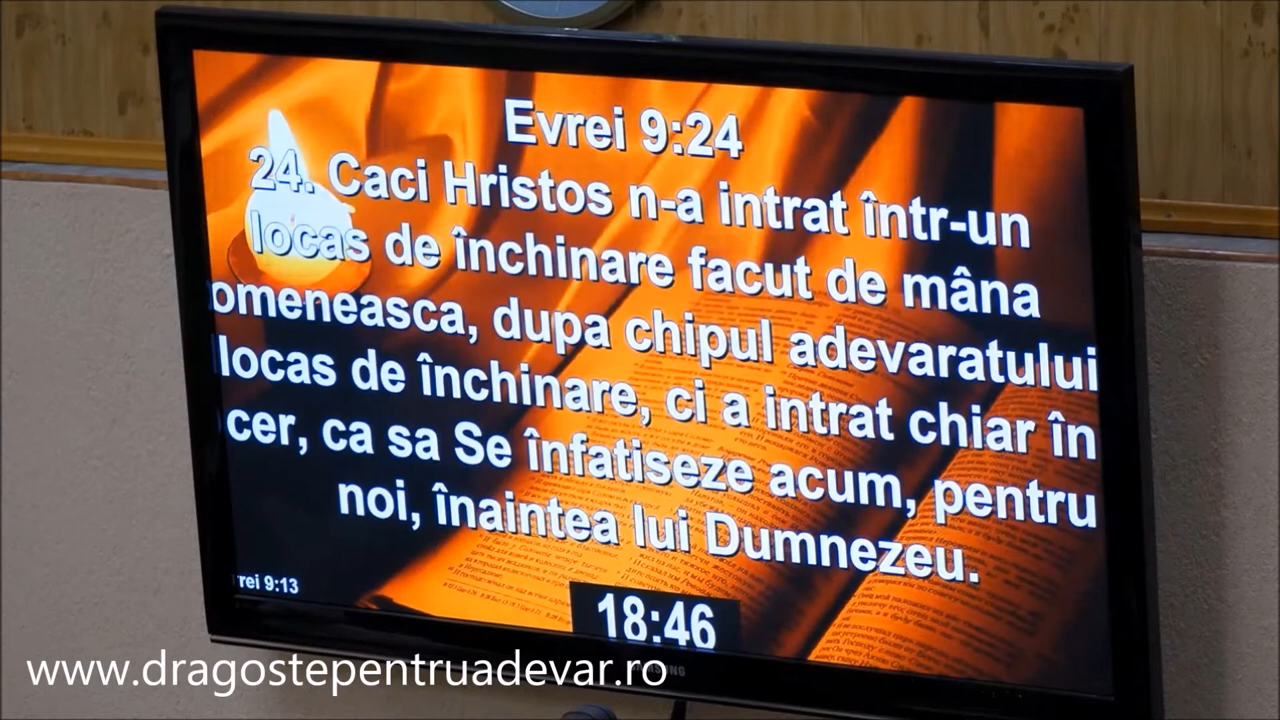 Evrei 9:24
24. Caci Hristos n-a intrat într-un
locas de închinare facut de mâna
omeneasca, dupa chipul adevaratului
locas de închinare, ci a intrat chiar în
cer, ca sa Se înfatiseze acum, pentru
noi, înaintea lui Dumnezeu.
rei 9:13
18:46
SAMSUNG
www.dragostepentruadevar.ro